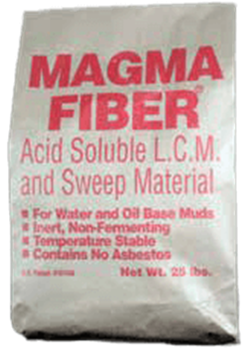 MAGMA
FIBER®
Acid Soluble L.C.M.
and Sweep Material
■ For Water and Oil Base Muds
■ Inert, Non-Fermenting
■ Temperature Stable
■ Contains No Asbestos
Net Wt. 25 lbs.